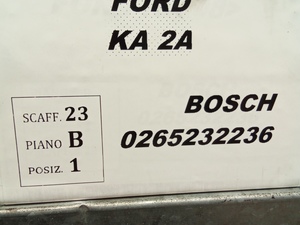 FORD
KA 2A
BOSCH
0265232236
SCAFF. 23
PIANO B
POSIZ. 1